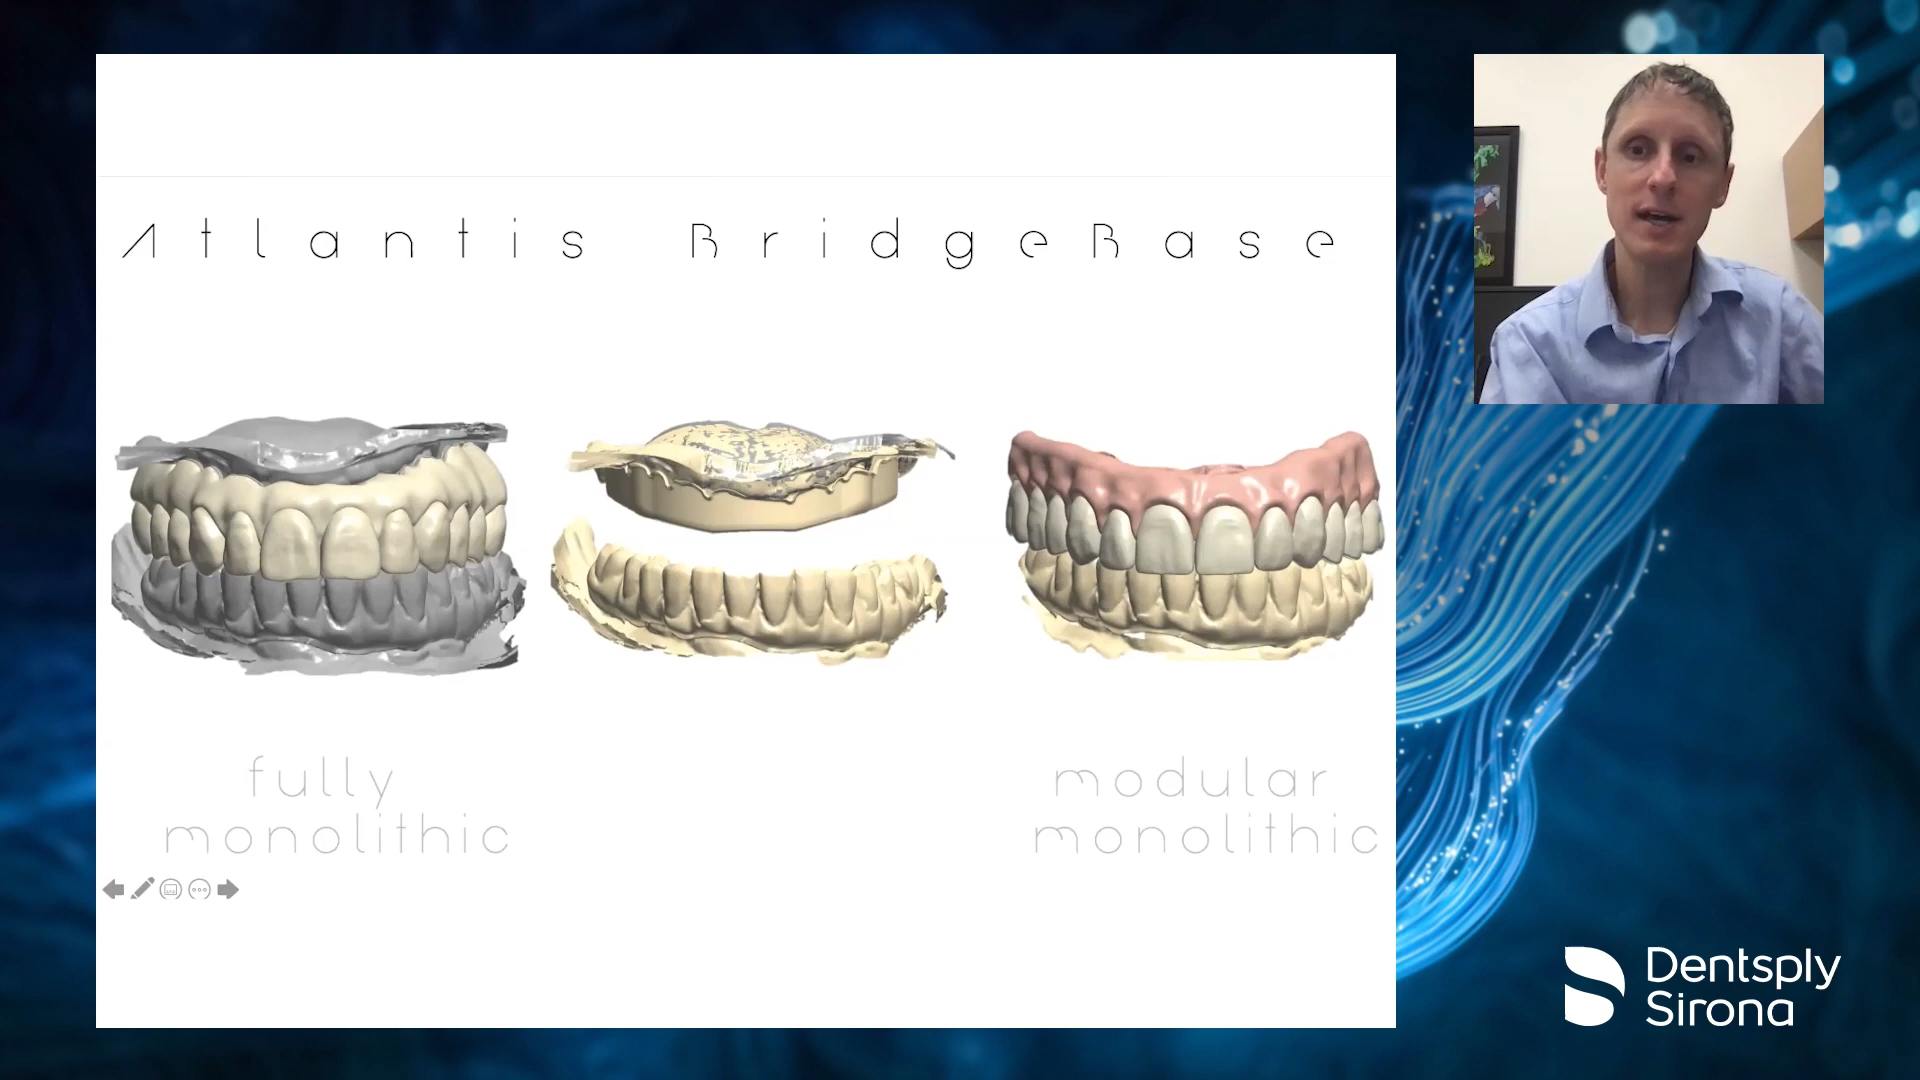 Atlantis BridgeBase
fully
monolithic
modular
monolithic
Dentsply
Sirona